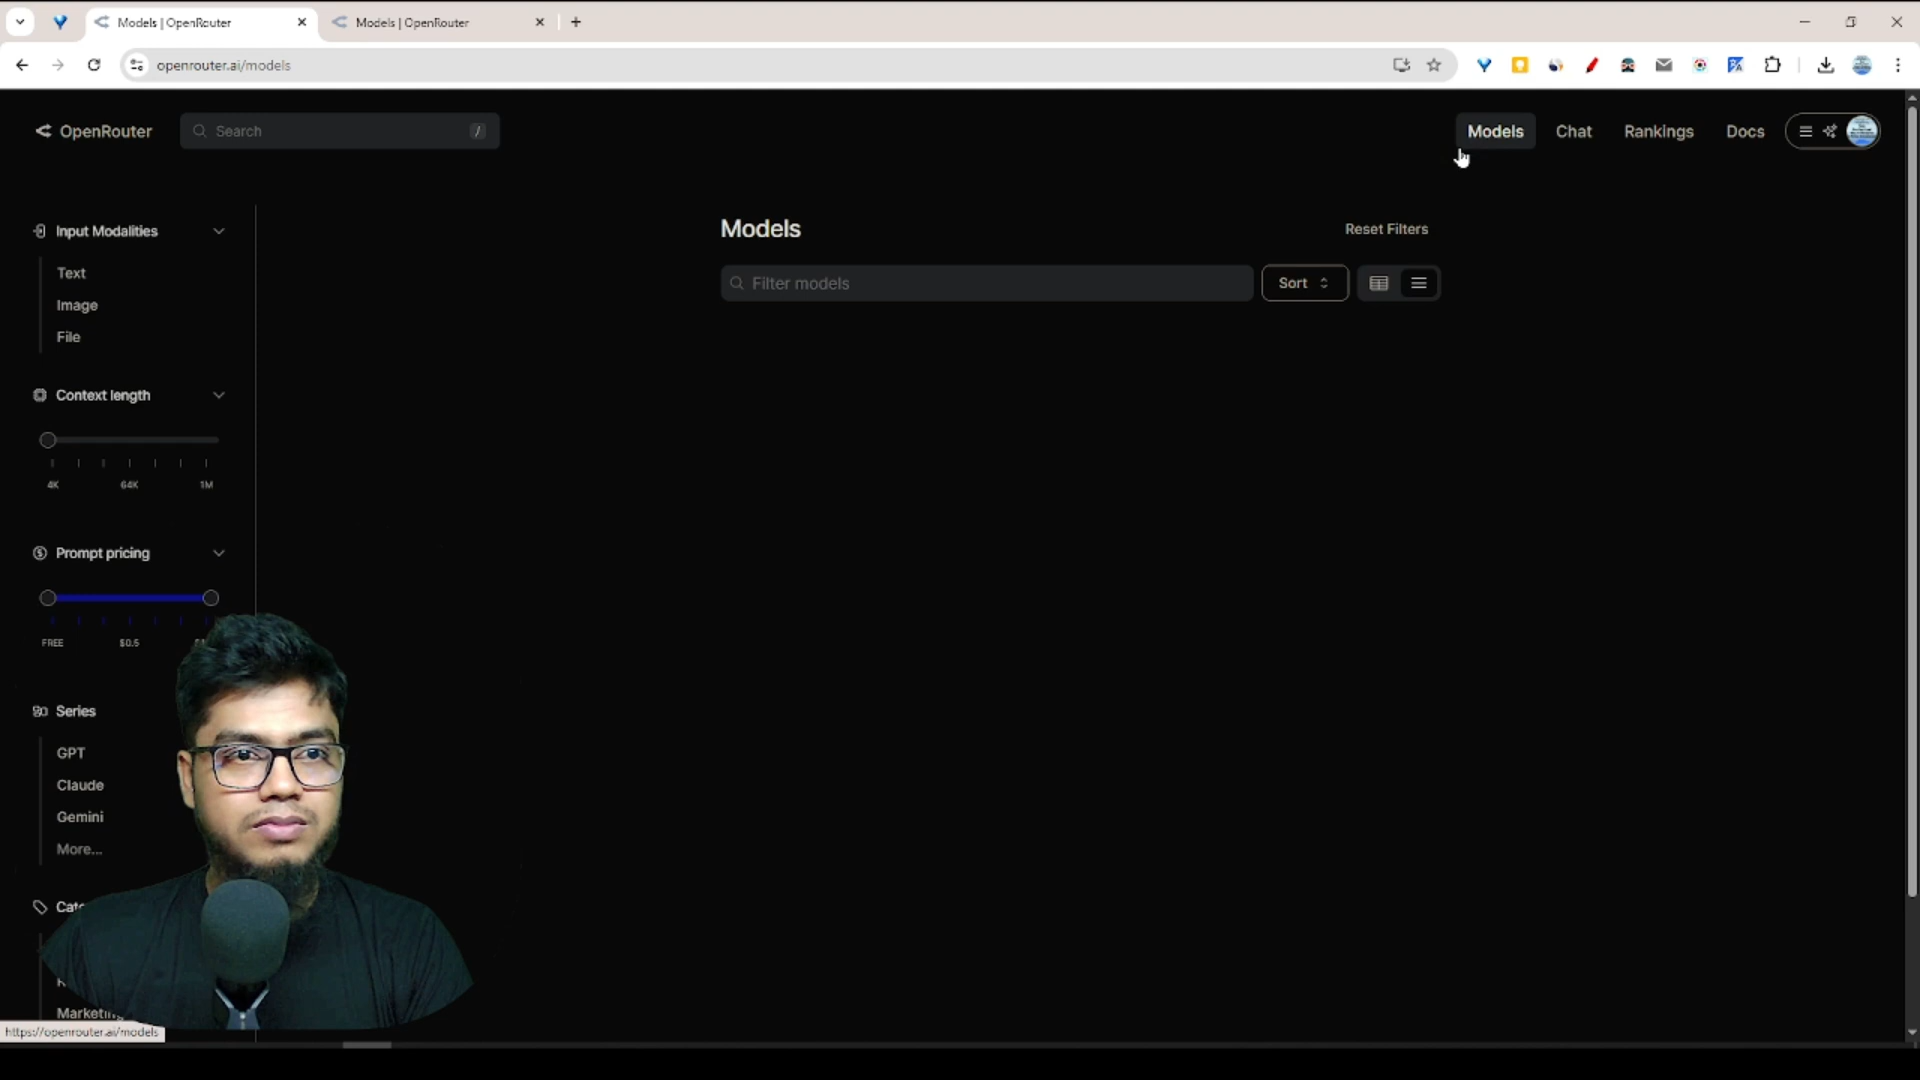 Models | OpenRouter
Models | OpenRouter
openrouter.ai/models
OpenRouter
Search
/
Models
Chat
Rankings
Docs
Input Modalities
Text
Image
File
Context length
4K
64K
1M
Prompt pricing
FREE
$0.5
Series
GPT
Claude
Gemini
More...
Models
Reset Filters
Filter models
Sort
Marketing
https://openrouter.ai/models